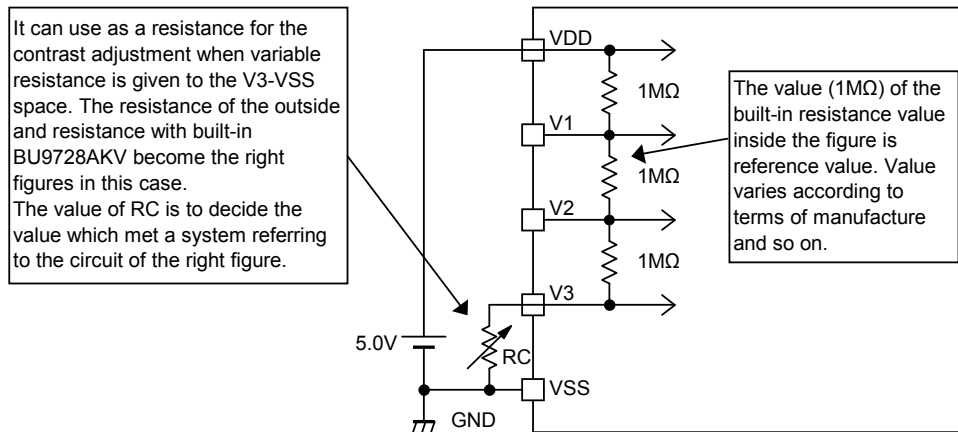 It can use as a resistance for the
contrast adjustment when variable
resistance is given to the V3-VSS
space. The resistance of the outside
and resistance with built-in
BU9728AKV become the right
figures in this case.
The value of RC is to decide the
value which met a system referring
to the circuit of the right figure.
VDD
1MΩ
V1
1MΩ
V2
1MΩ
V3
5.0V
RC
VSS
GND
The value (1MΩ) of the
built-in resistance value
inside the figure is
reference value. Value
varies according to
terms of manufacture
and so on.